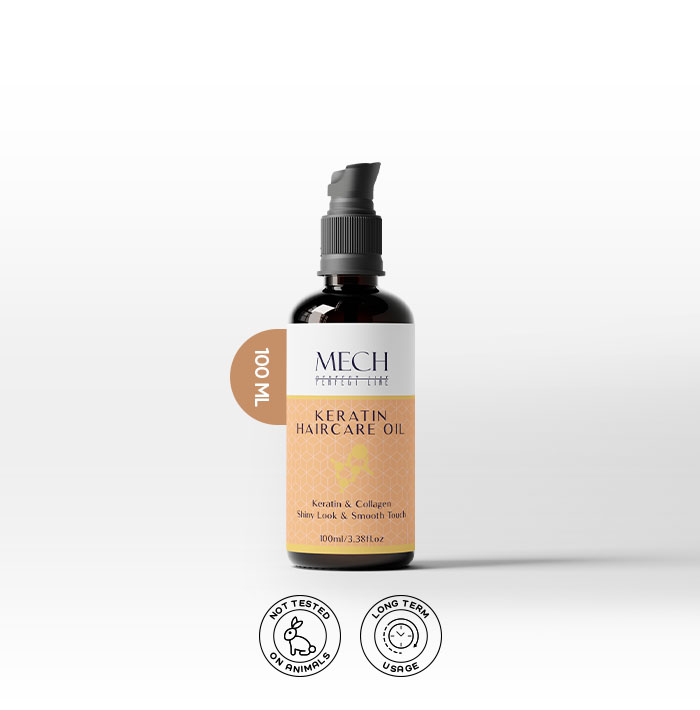 100 ML
MECH
PERFECT LINE
KERATIN
HAIRCARE OIL
Keratin & Collagen
Shiny Look & Smooth Touch
100ml/3.38fl.oz
NOT TESTED
ON ANIMALS
LONG TERM
USAGE